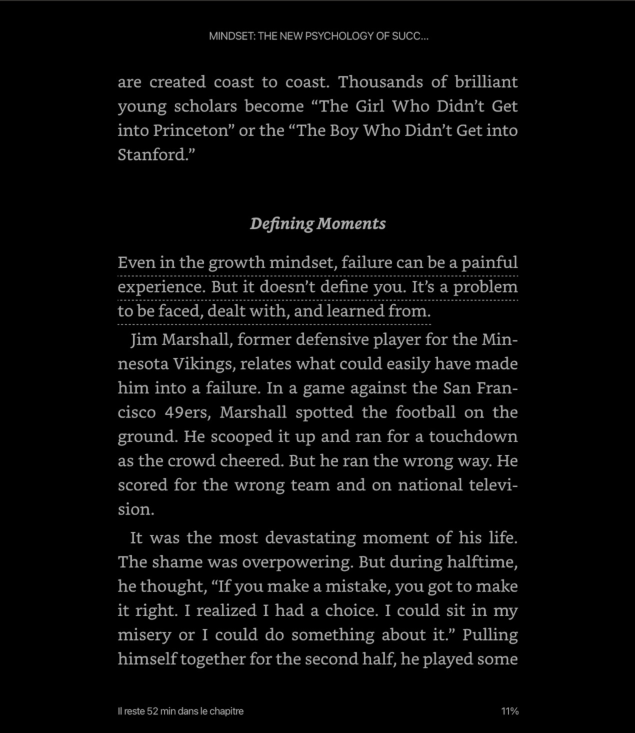 MINDSET: THE NEW PSYCHOLOGY OF SUCC...
are created coast to coast. Thousands of brilliant
young scholars become “The Girl Who Didn’t Get
into Princeton” or the “The Boy Who Didn’t Get into
Stanford.”
Defining Moments
Even in the growth mindset, failure can be a painful
experience. But it doesn’t define you. It’s a problem
to be faced, dealt with, and learned from.
Jim Marshall, former defensive player for the Min-
nesota Vikings, relates what could easily have made
him into a failure. In a game against the San Fran-
cisco 49ers, Marshall spotted the football on the
ground. He scooped it up and ran for a touchdown
as the crowd cheered. But he ran the wrong way. He
scored for the wrong team and on national televi-
sion.
It was the most devastating moment of his life.
The shame was overpowering. But during halftime,
he thought, “If you make a mistake, you got to make
it right. I realized I had a choice. I could sit in my
misery or I could do something about it.” Pulling
himself together for the second half, he played some
Il reste 52 min dans le chapitre
11%